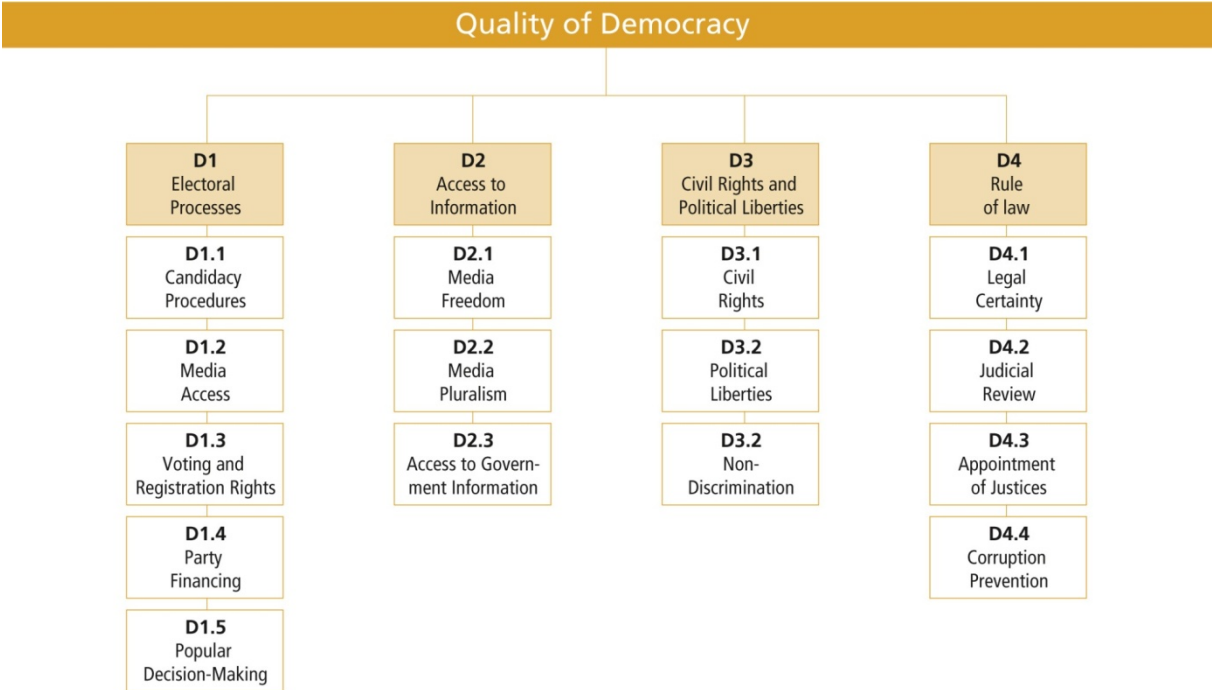 Quality of Democracy
D1
Electoral
Processes
D1.1
Candidacy
Procedures
D1.2
Media
Access
D1.3
Voting and
Registration Rights
D1.4
Party
Financing
D1.5
Popular
Decision-Making
D2
Access to
Information
D2.1
Media
Freedom
D2.2
Media
Pluralism
D2.3
Access to Govern-
ment Information
D3
Civil Rights and
Political Liberties
D3.1
Civil
Rights
D3.2
Political
Liberties
D3.2
Non-
Discrimination
D4
Rule
of law
D4.1
Legal
Certainty
D4.2
Judicial
Review
D4.3
Appointment
of Justices
D4.4
Corruption
Prevention